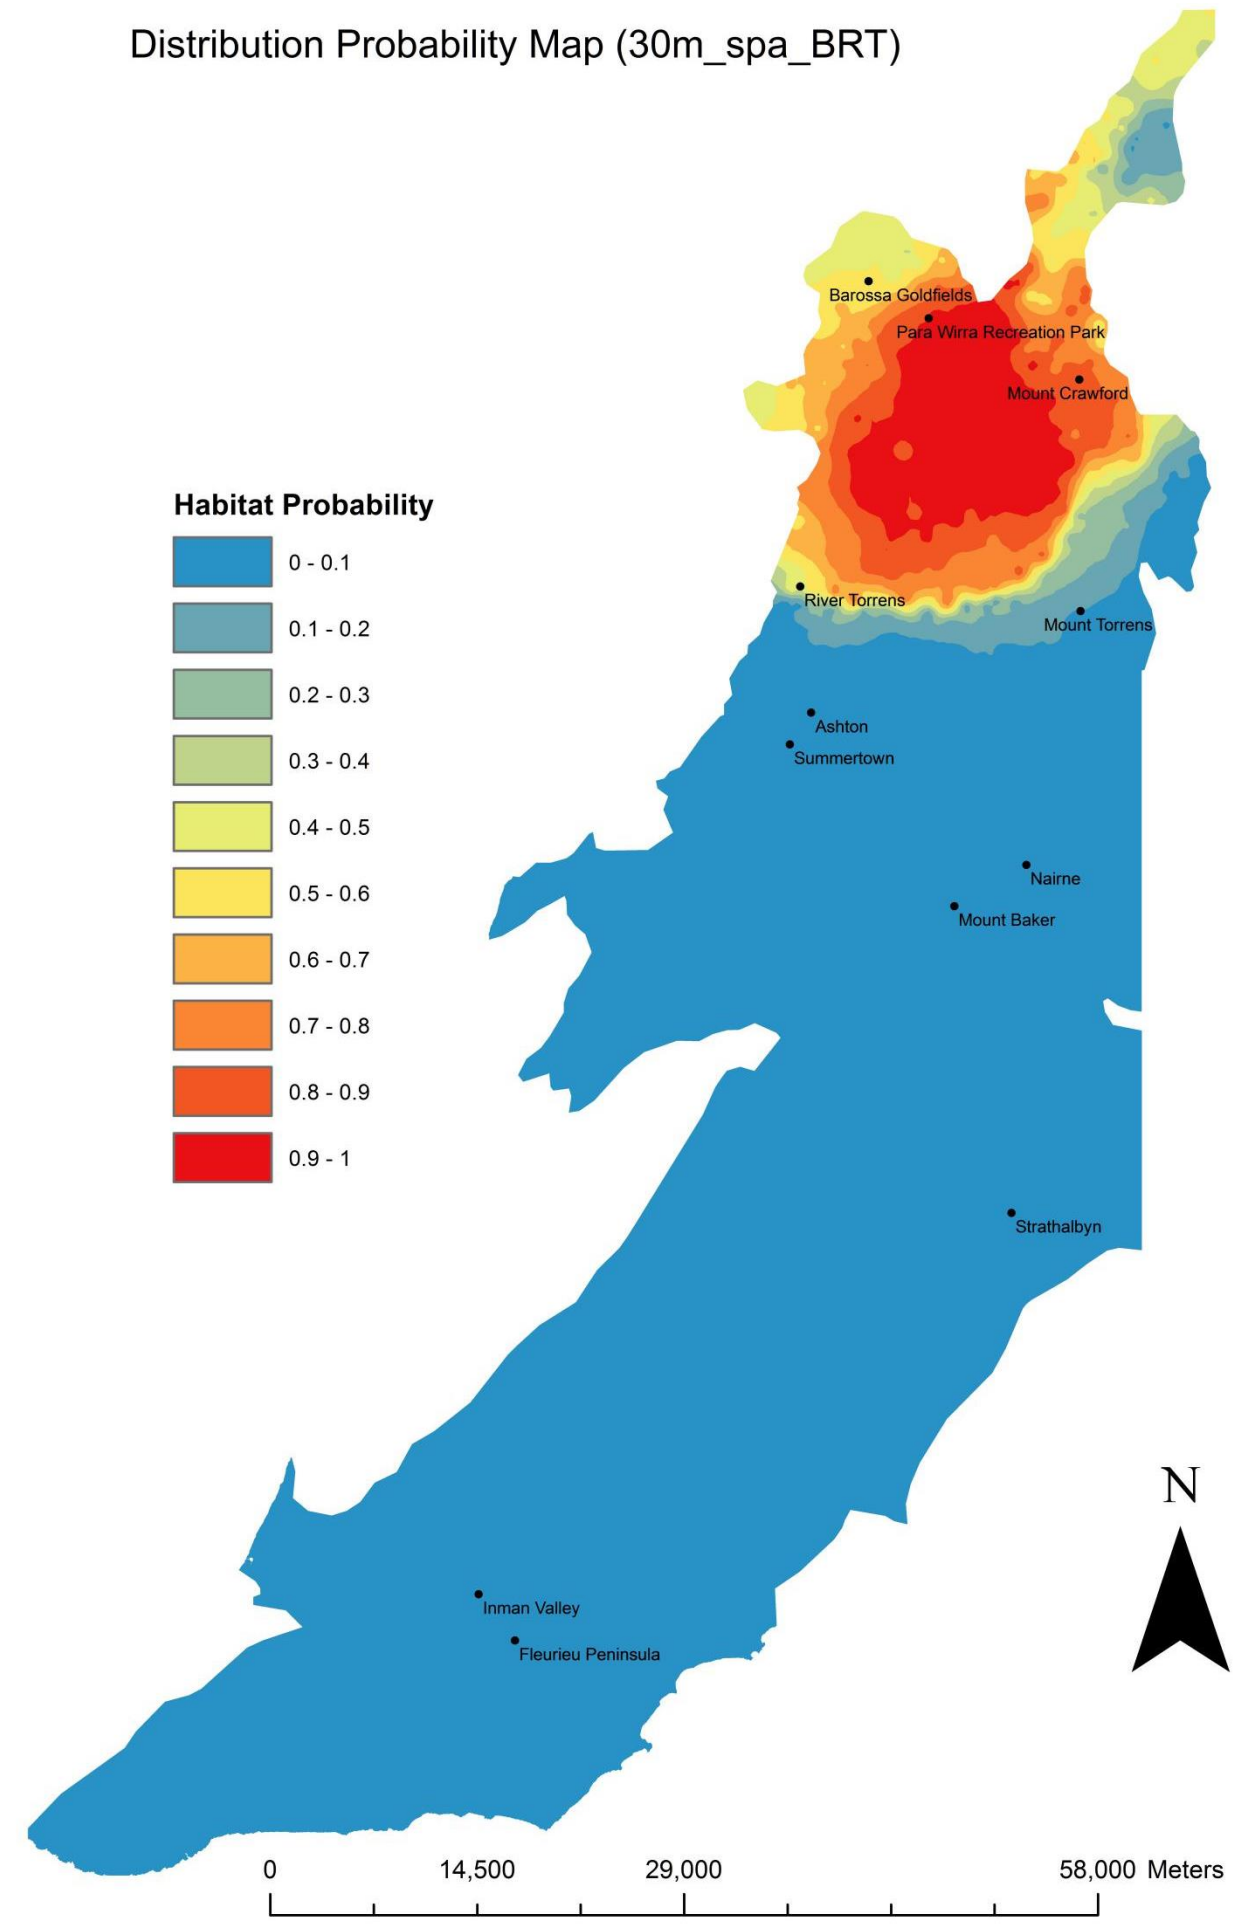 Distribution Probability Map (30m_spa_BRT)
Barossa Goldfields
Para Wirra Recreation Park
Mount Crawford
Habitat Probability
0 - 0.1
0.1 - 0.2
0.2 - 0.3
0.3 - 0.4
0.4 - 0.5
0.5 - 0.6
0.6 - 0.7
0.7 - 0.8
0.8 - 0.9
0.9 - 1
River Torrens
Mount Torrens
Ashton
Summertown
Nairne
Mount Baker
Strathalbyn
N
Inman Valley
Fleurieu Peninsula
0 14,500 29,000 58,000 Meters